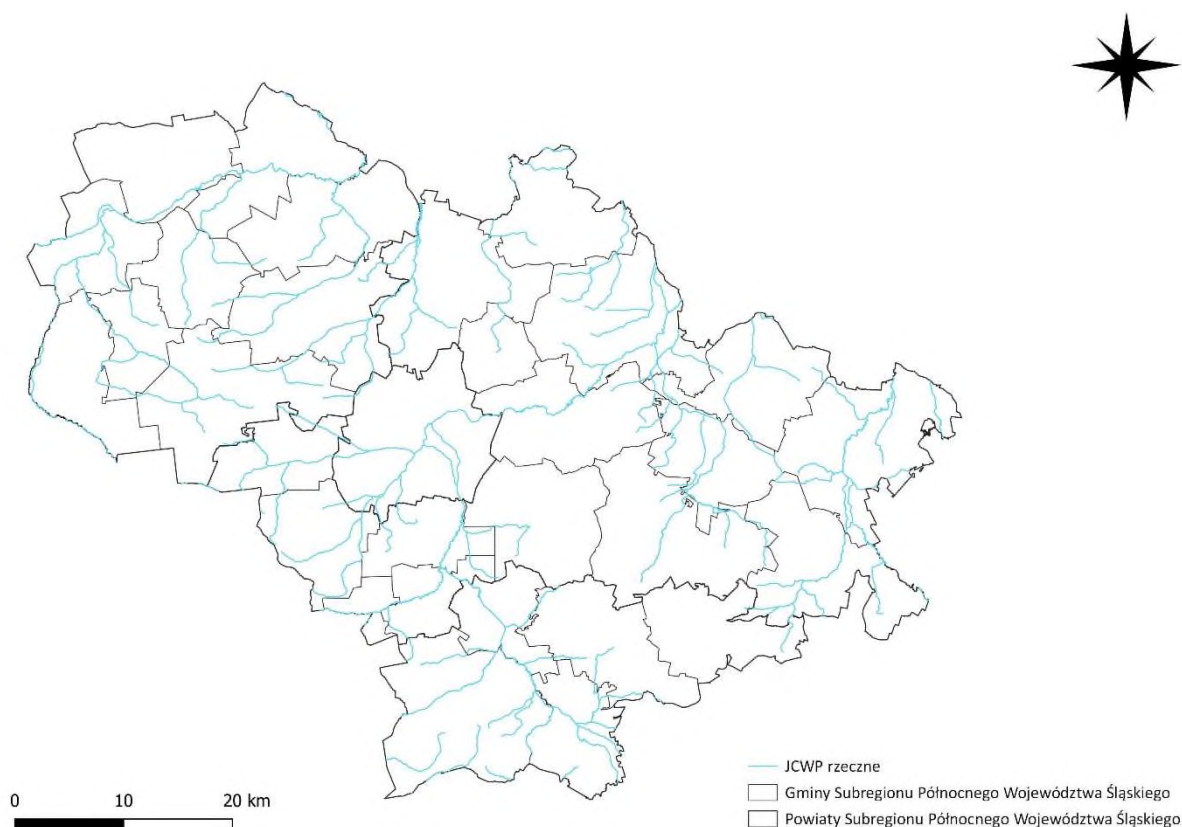 JCWP rzeczne
0 10 20 km
Gminy Subregionu Północnego Województwa Śląskiego
Powiaty Subregionu Północnego Województwa Śląskiego